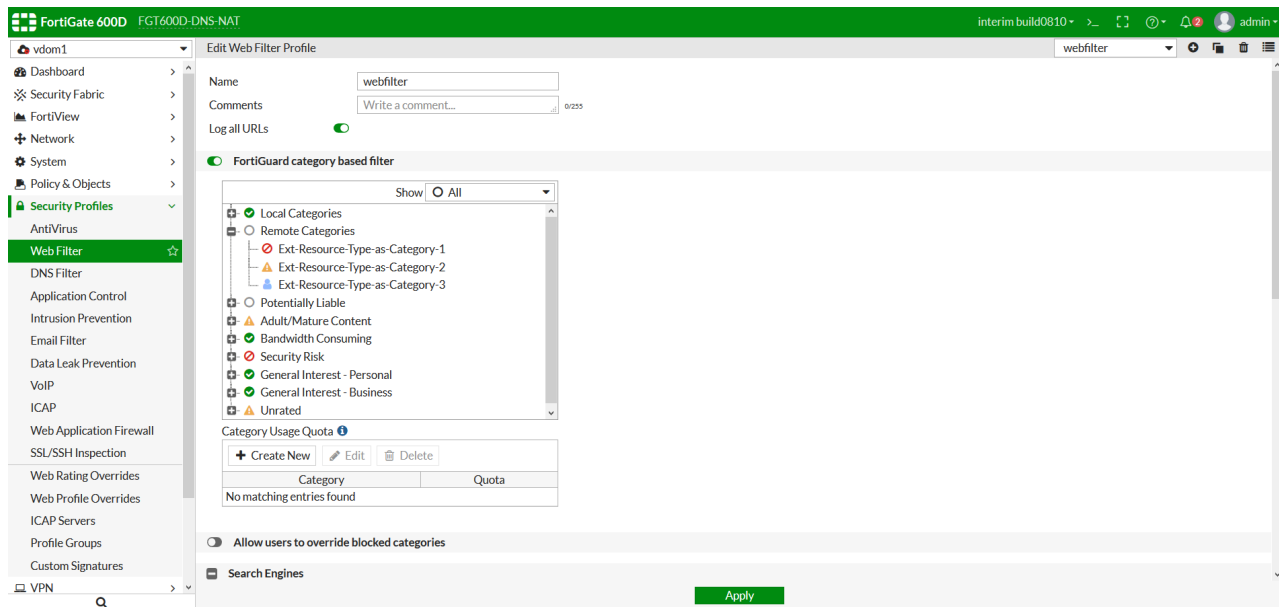 FortiGate 600D FGT600D-DNS-NAT interim build0810 >_ 2 admin
vdom1 Edit Web Filter Profile webfilter
Dashboard
Security Fabric
FortiView
Network
System
Policy & Objects
Security Profiles
AntiVirus
Web Filter
DNS Filter
Application Control
Intrusion Prevention
Email Filter
Data Leak Prevention
VoIP
ICAP
Web Application Firewall
SSL/SSH Inspection
Web Rating Overrides
Web Profile Overrides
ICAP Servers
Profile Groups
Custom Signatures
VPN
Name webfilter
Comments Write a comment... 0/255
Log all URLs
FortiGuard category based filter
Show All
Local Categories
Remote Categories
Ext-Resource-Type-as-Category-1
Ext-Resource-Type-as-Category-2
Ext-Resource-Type-as-Category-3
Potentially Liable
Adult/Mature Content
Bandwidth Consuming
Security Risk
General Interest - Personal
General Interest - Business
Unrated
Category Usage Quota
Create New Edit Delete
Category Quota
No matching entries found
Allow users to override blocked categories
Search Engines
Apply